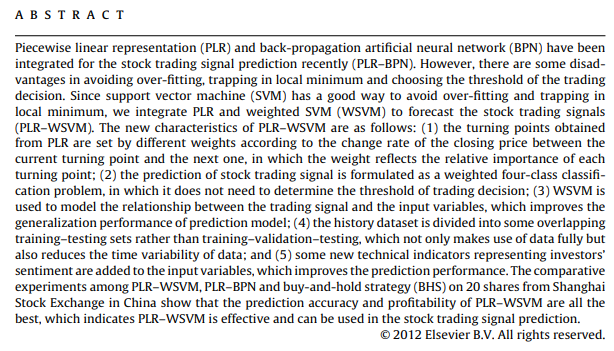 A B S T R A C T
Piecewise linear representation (PLR) and back-propagation artificial neural network (BPN) have been
integrated for the stock trading signal prediction recently (PLR–BPN). However, there are some disad-
vantages in avoiding over-fitting, trapping in local minimum and choosing the threshold of the trading
decision. Since support vector machine (SVM) has a good way to avoid over-fitting and trapping in
local minimum, we integrate PLR and weighted SVM (WSVM) to forecast the stock trading signals
(PLR–WSVM). The new characteristics of PLR–WSVM are as follows: (1) the turning points obtained
from PLR are set by different weights according to the change rate of the closing price between the
current turning point and the next one, in which the weight reflects the relative importance of each
turning point; (2) the prediction of stock trading signal is formulated as a weighted four-class classifi-
cation problem, in which it does not need to determine the threshold of trading decision; (3) WSVM is
used to model the relationship between the trading signal and the input variables, which improves the
generalization performance of prediction model; (4) the history dataset is divided into some overlapping
training–testing sets rather than training–validation–testing, which not only makes use of data fully but
also reduces the time variability of data; and (5) some new technical indicators representing investors'
sentiment are added to the input variables, which improves the prediction performance. The comparative
experiments among PLR–WSVM, PLR–BPN and buy-and-hold strategy (BHS) on 20 shares from Shanghai
Stock Exchange in China show that the prediction accuracy and profitability of PLR–WSVM are all the
best, which indicates PLR–WSVM is effective and can be used in the stock trading signal prediction.
© 2012 Elsevier B.V. All rights reserved.